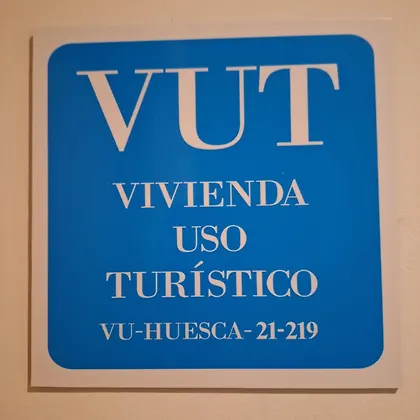 VUT
VIVIENDA
USO
TURÍSTICO
VU-HUESCA-21-219